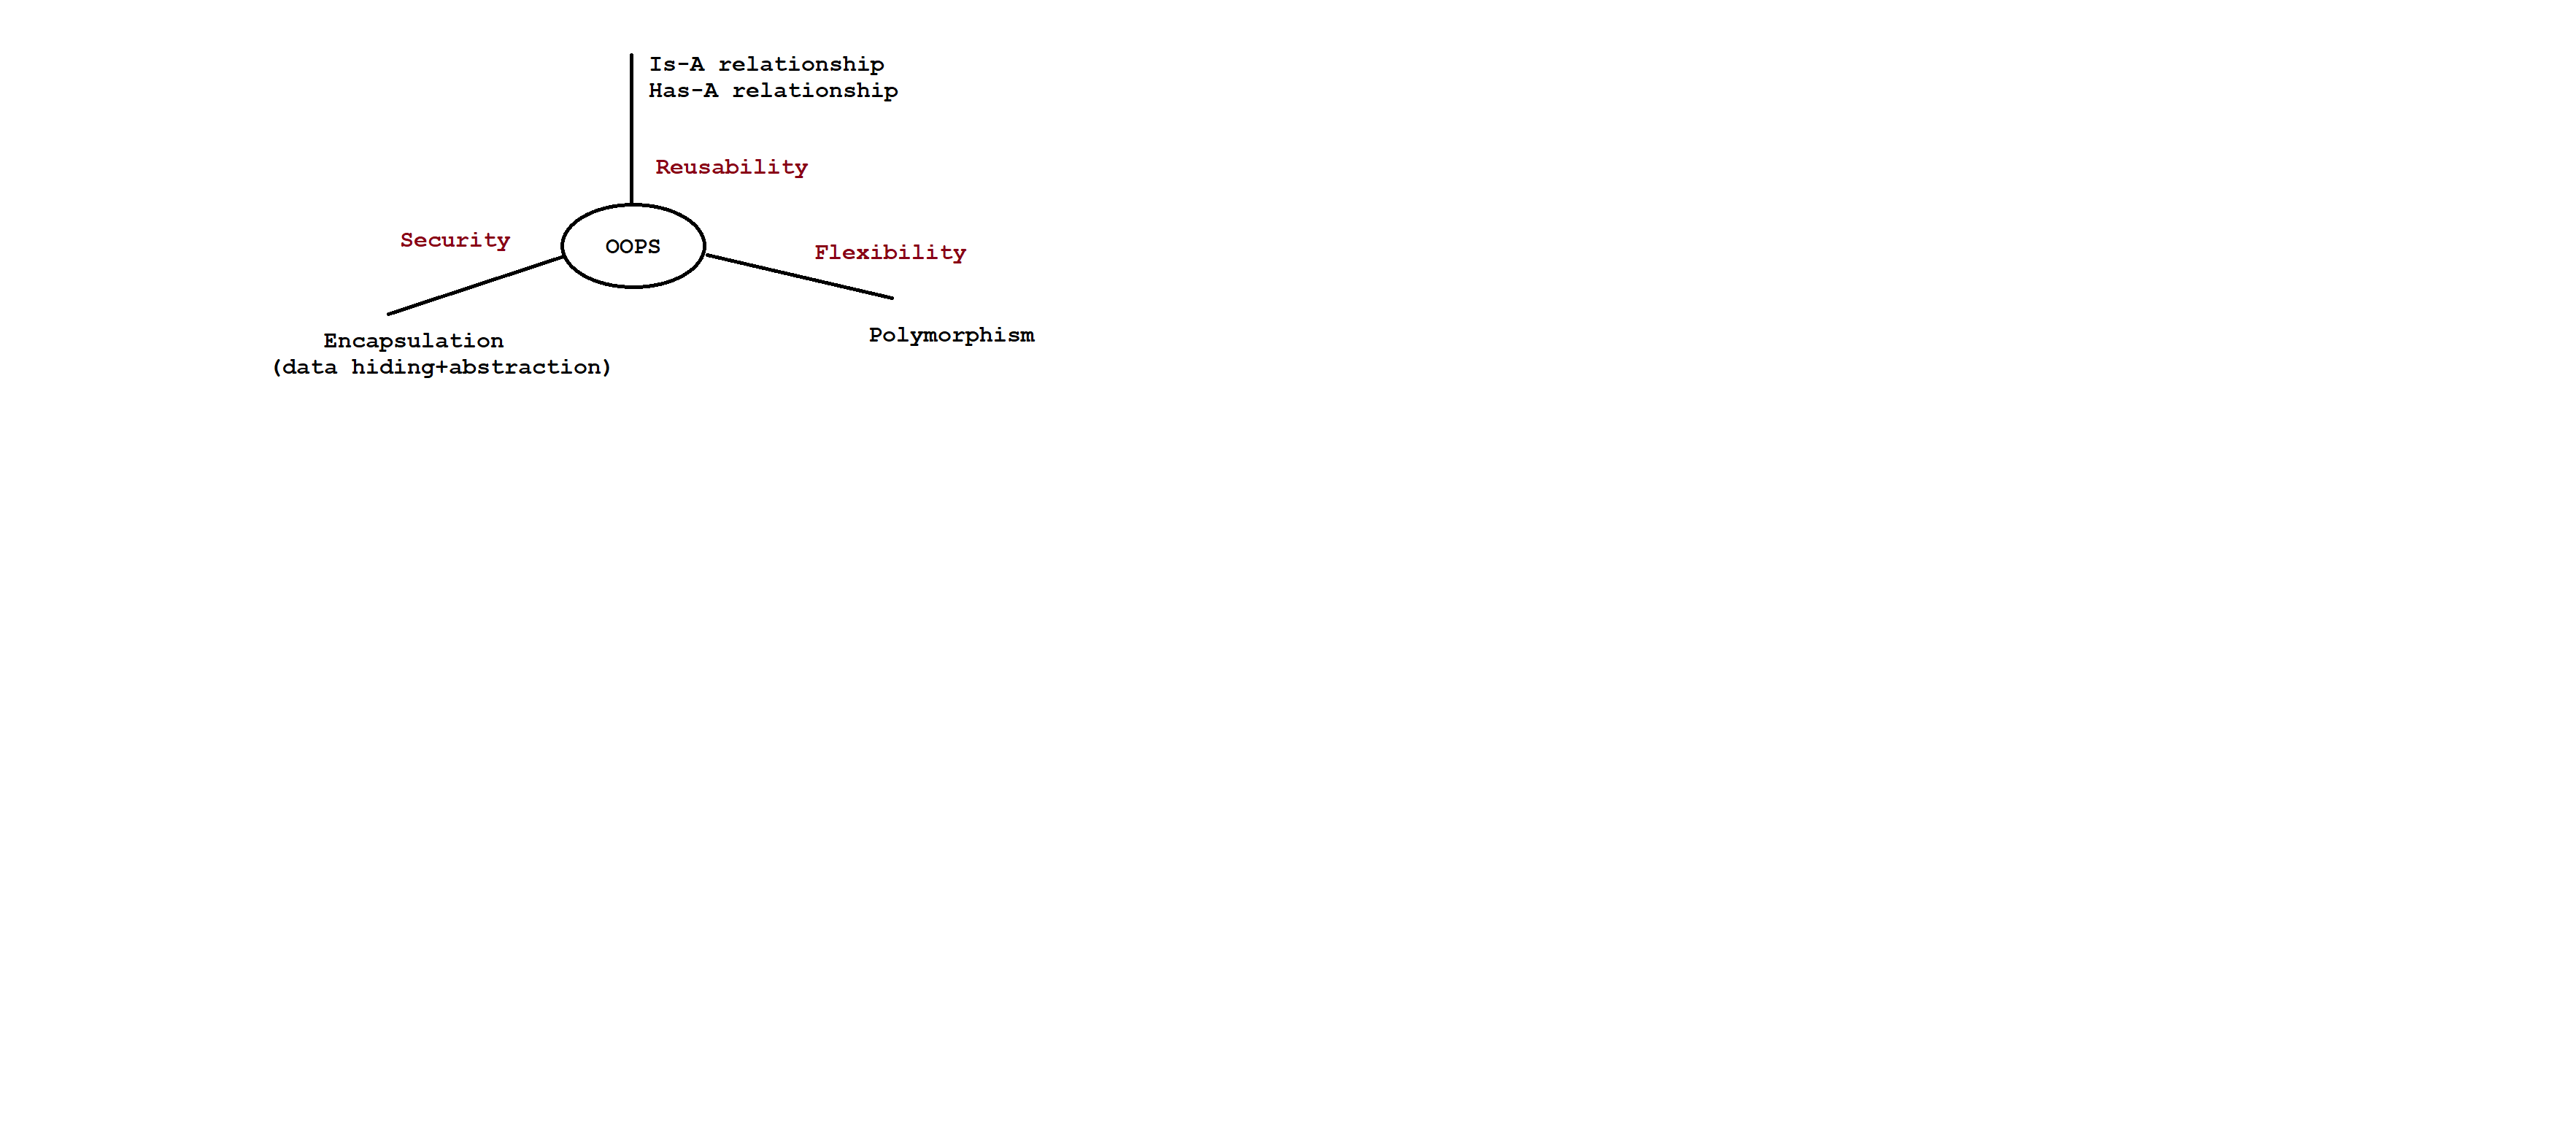 Is-A relationship
Has-A relationship
Reusability
Security
OOPS
Flexibility
Encapsulation
(data hiding+abstraction)
Polymorphism